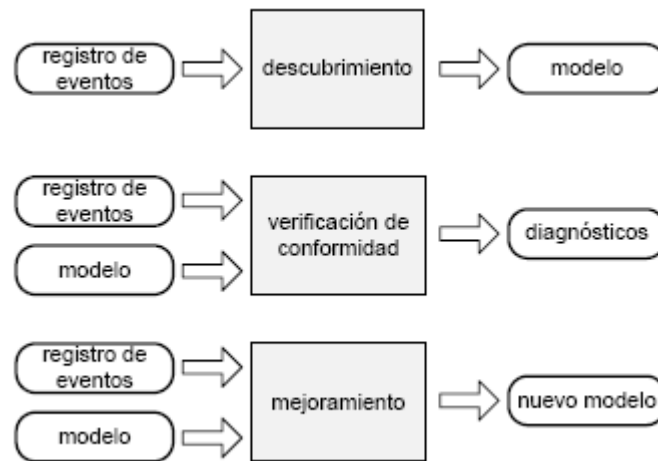 registro de
eventos
descubrimiento
modelo
registro de
eventos
modelo
verificación de
conformidad
diagnósticos
registro de
eventos
modelo
mejoramiento
nuevo modelo